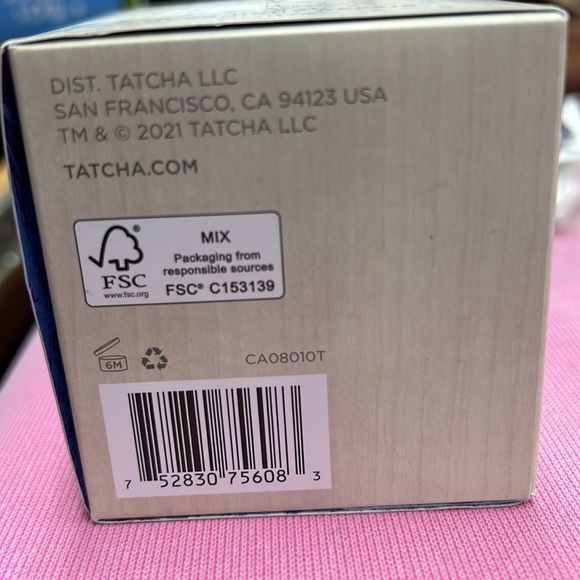 DIST. TATCHA LLC
SAN FRANCISCO, CA 94123 USA
TM & © 2021 TATCHA LLC
TATCHA.COM
FSC
www.fsc.org
MIX
Packaging from
responsible sources
FSC® C153139
6M
CA08010T
7 52830 75608 3